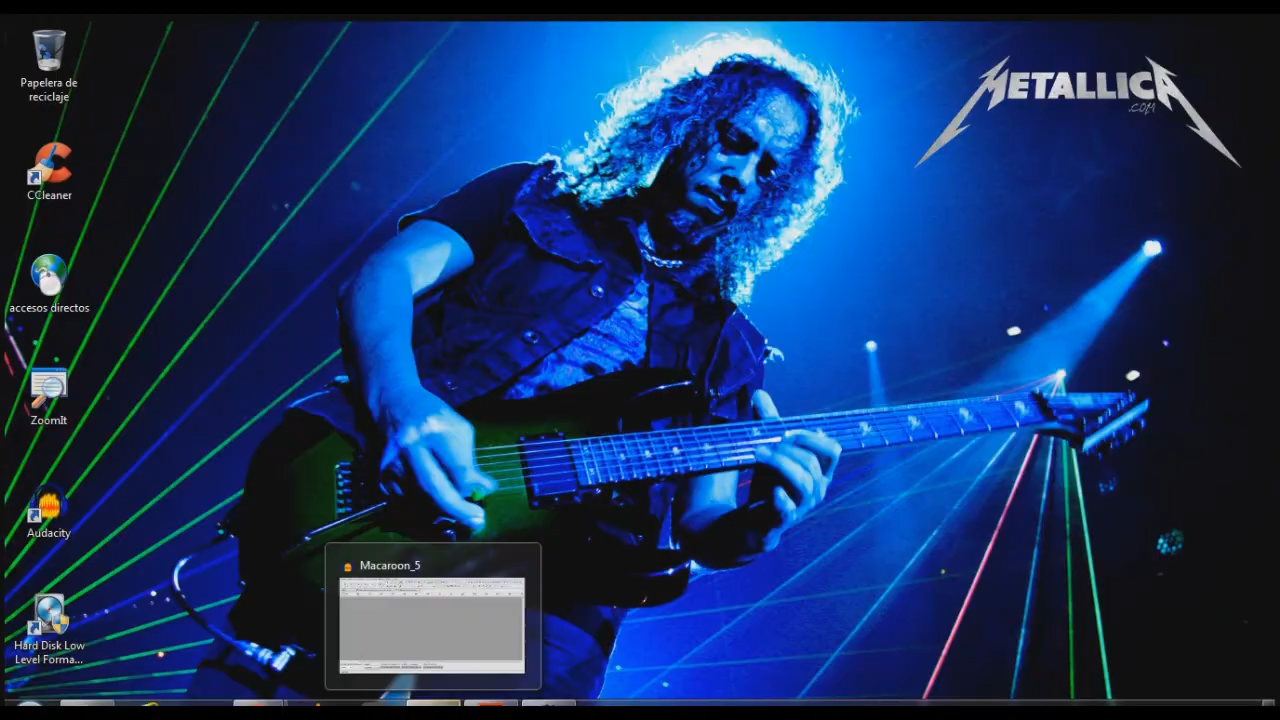 Papelera de
reciclaje
METALLICA
.COM
CCleaner
accesos directos
ZoomIt
Audacity
Macaroon_5
Hard Disk Low
Level Forma...